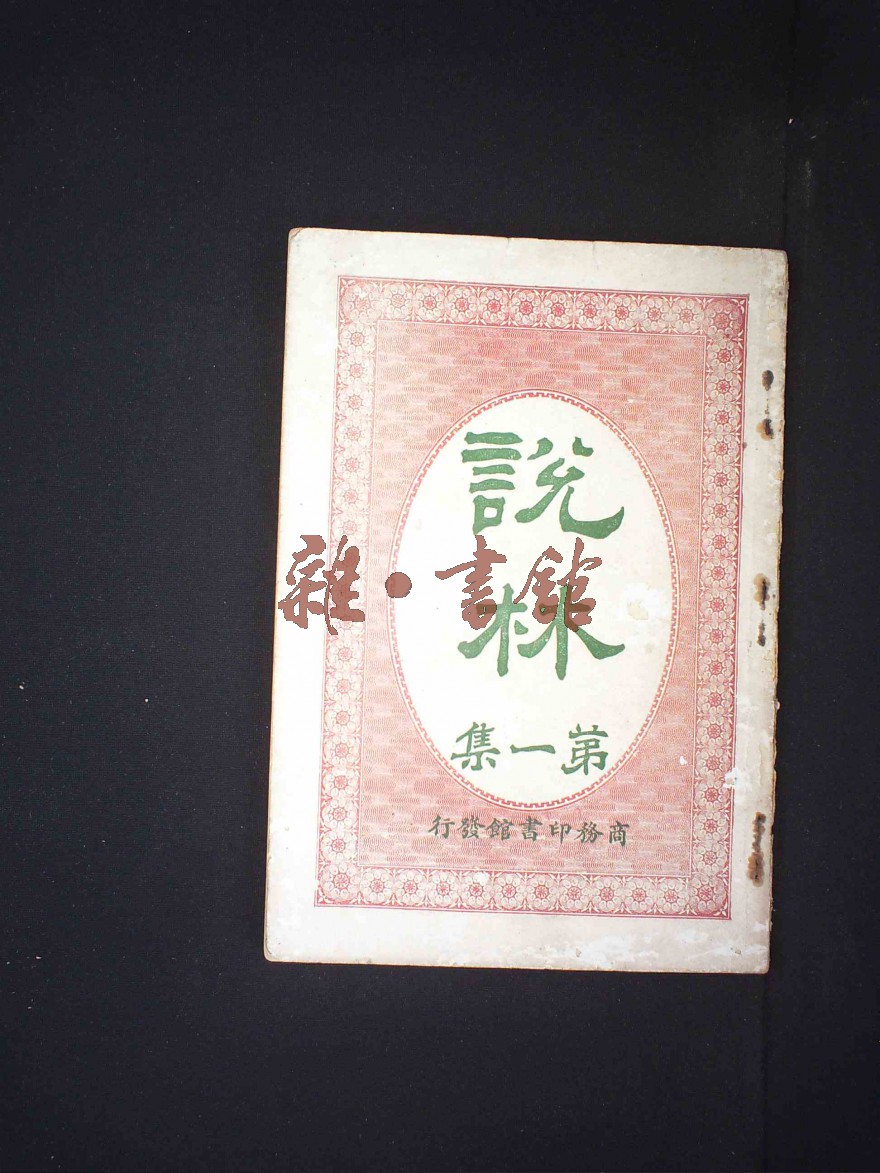 說林
雜·書館
第一集
商務印書館發行